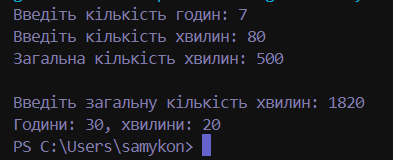 Введіть кількість годин: 7
Введіть кількість хвилин: 80
Загальна кількість хвилин: 500
Введіть загальну кількість хвилин: 1820
Години: 30, хвилини: 20
PS C:\Users\samykon>